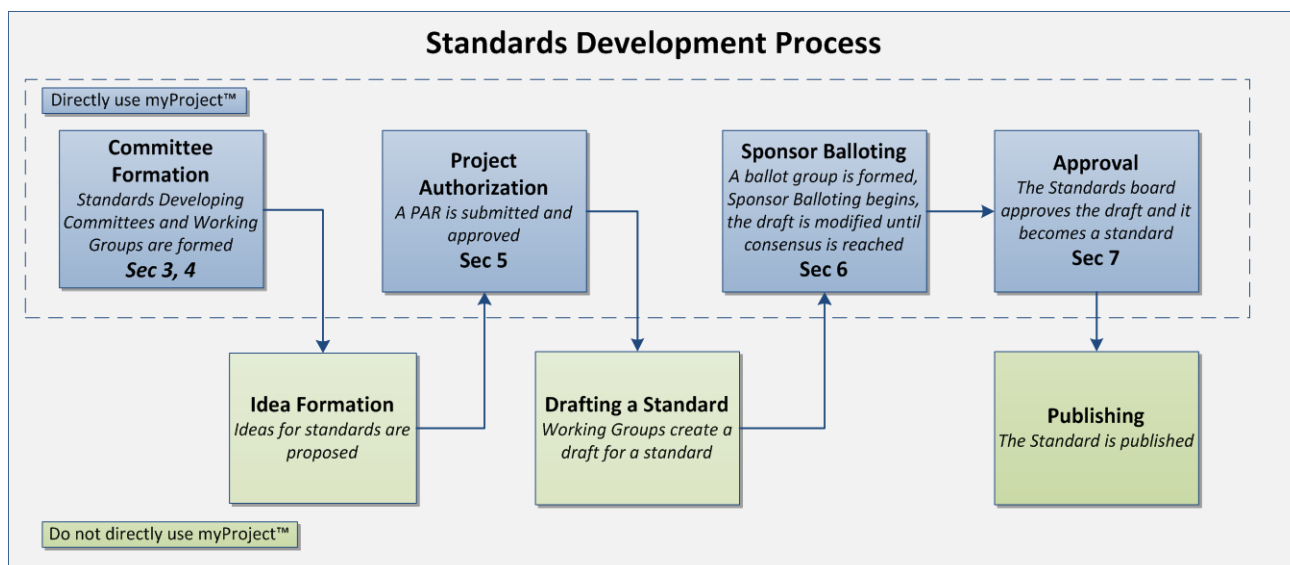 Standards Development Process
Directly use myProject™
Committee
Formation
Standards Developing
Committees and Working
Groups are formed
Sec 3, 4
Project
Authorization
A PAR is submitted and
approved
Sec 5
Sponsor Balloting
A ballot group is formed,
Sponsor Balloting begins,
the draft is modified until
consensus is reached
Sec 6
Approval
The Standards board
approves the draft and it
becomes a standard
Sec 7
Idea Formation
Ideas for standards are
proposed
Drafting a Standard
Working Groups create a
draft for a standard
Publishing
The Standard is published
Do not directly use myProject™